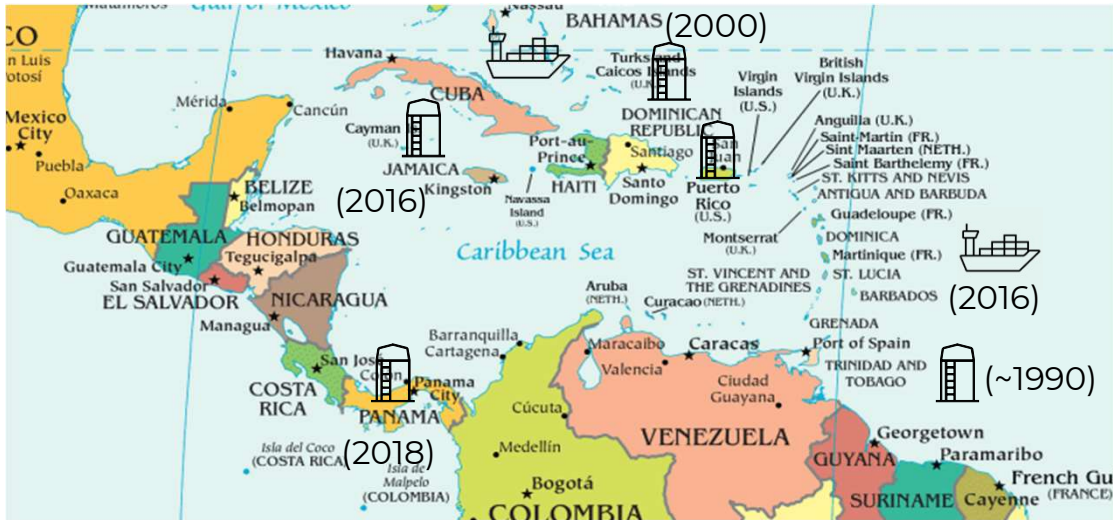 Matamoros
Gulf of Mexico
Nassau
BAHAMAS
(2000)
CO
an Luis
otosí
Mexico
City
Puebla
Oaxaca
Mérida
Cancún
Havana
CUBA
Cayman Is.
(U.K.)
Turks and
Caicos Islands
(U.K.)
Virgin
Islands
(U.S.)
British
Virgin Islands
(U.K.)
DOMINICAN
REPUBLIC
Santiago
Santo
Domingo
Port-au-
Prince
HAITI
San
Juan
Puerto
Rico
(U.S.)
Anguilla (U.K.)
Saint-Martin (FR.)
Sint Maarten (NETH.)
Saint Barthelemy (FR.)
ST. KITTS AND NEVIS
ANTIGUA AND BARBUDA
Guadeloupe (FR.)
Montserrat
(U.K.)
DOMINICA
Martinique (FR.)
ST. LUCIA
BARBADOS
(2016)
ST. VINCENT AND
THE GRENADINES
GRENADA
Port of Spain
TRINIDAD AND
TOBAGO
(~1990)
JAMAICA
Kingston
(2016)
Navassa
Island
(U.S.)
Caribbean Sea
BELIZE
Belmopan
GUATEMALA
Guatemala City
HONDURAS
Tegucigalpa
San Salvador
EL SALVADOR
NICARAGUA
Managua
San José
COSTA
RICA
Colon
Panama
City
PANAMA
(2018)
Isla del Coco
(COSTA RICA)
Isla de
Malpelo
(COLOMBIA)
Aruba
(NETH.)
Curacao (NETH.)
Barranquilla
Cartagena
Maracaibo
Valencia
Caracas
Ciudad
Guayana
VENEZUELA
Cúcuta
Medellín
Bogotá
COLOMBIA
Georgetown
GUYANA
Paramaribo
SURINAME
French Gu
(FRANCE)
Cayenne